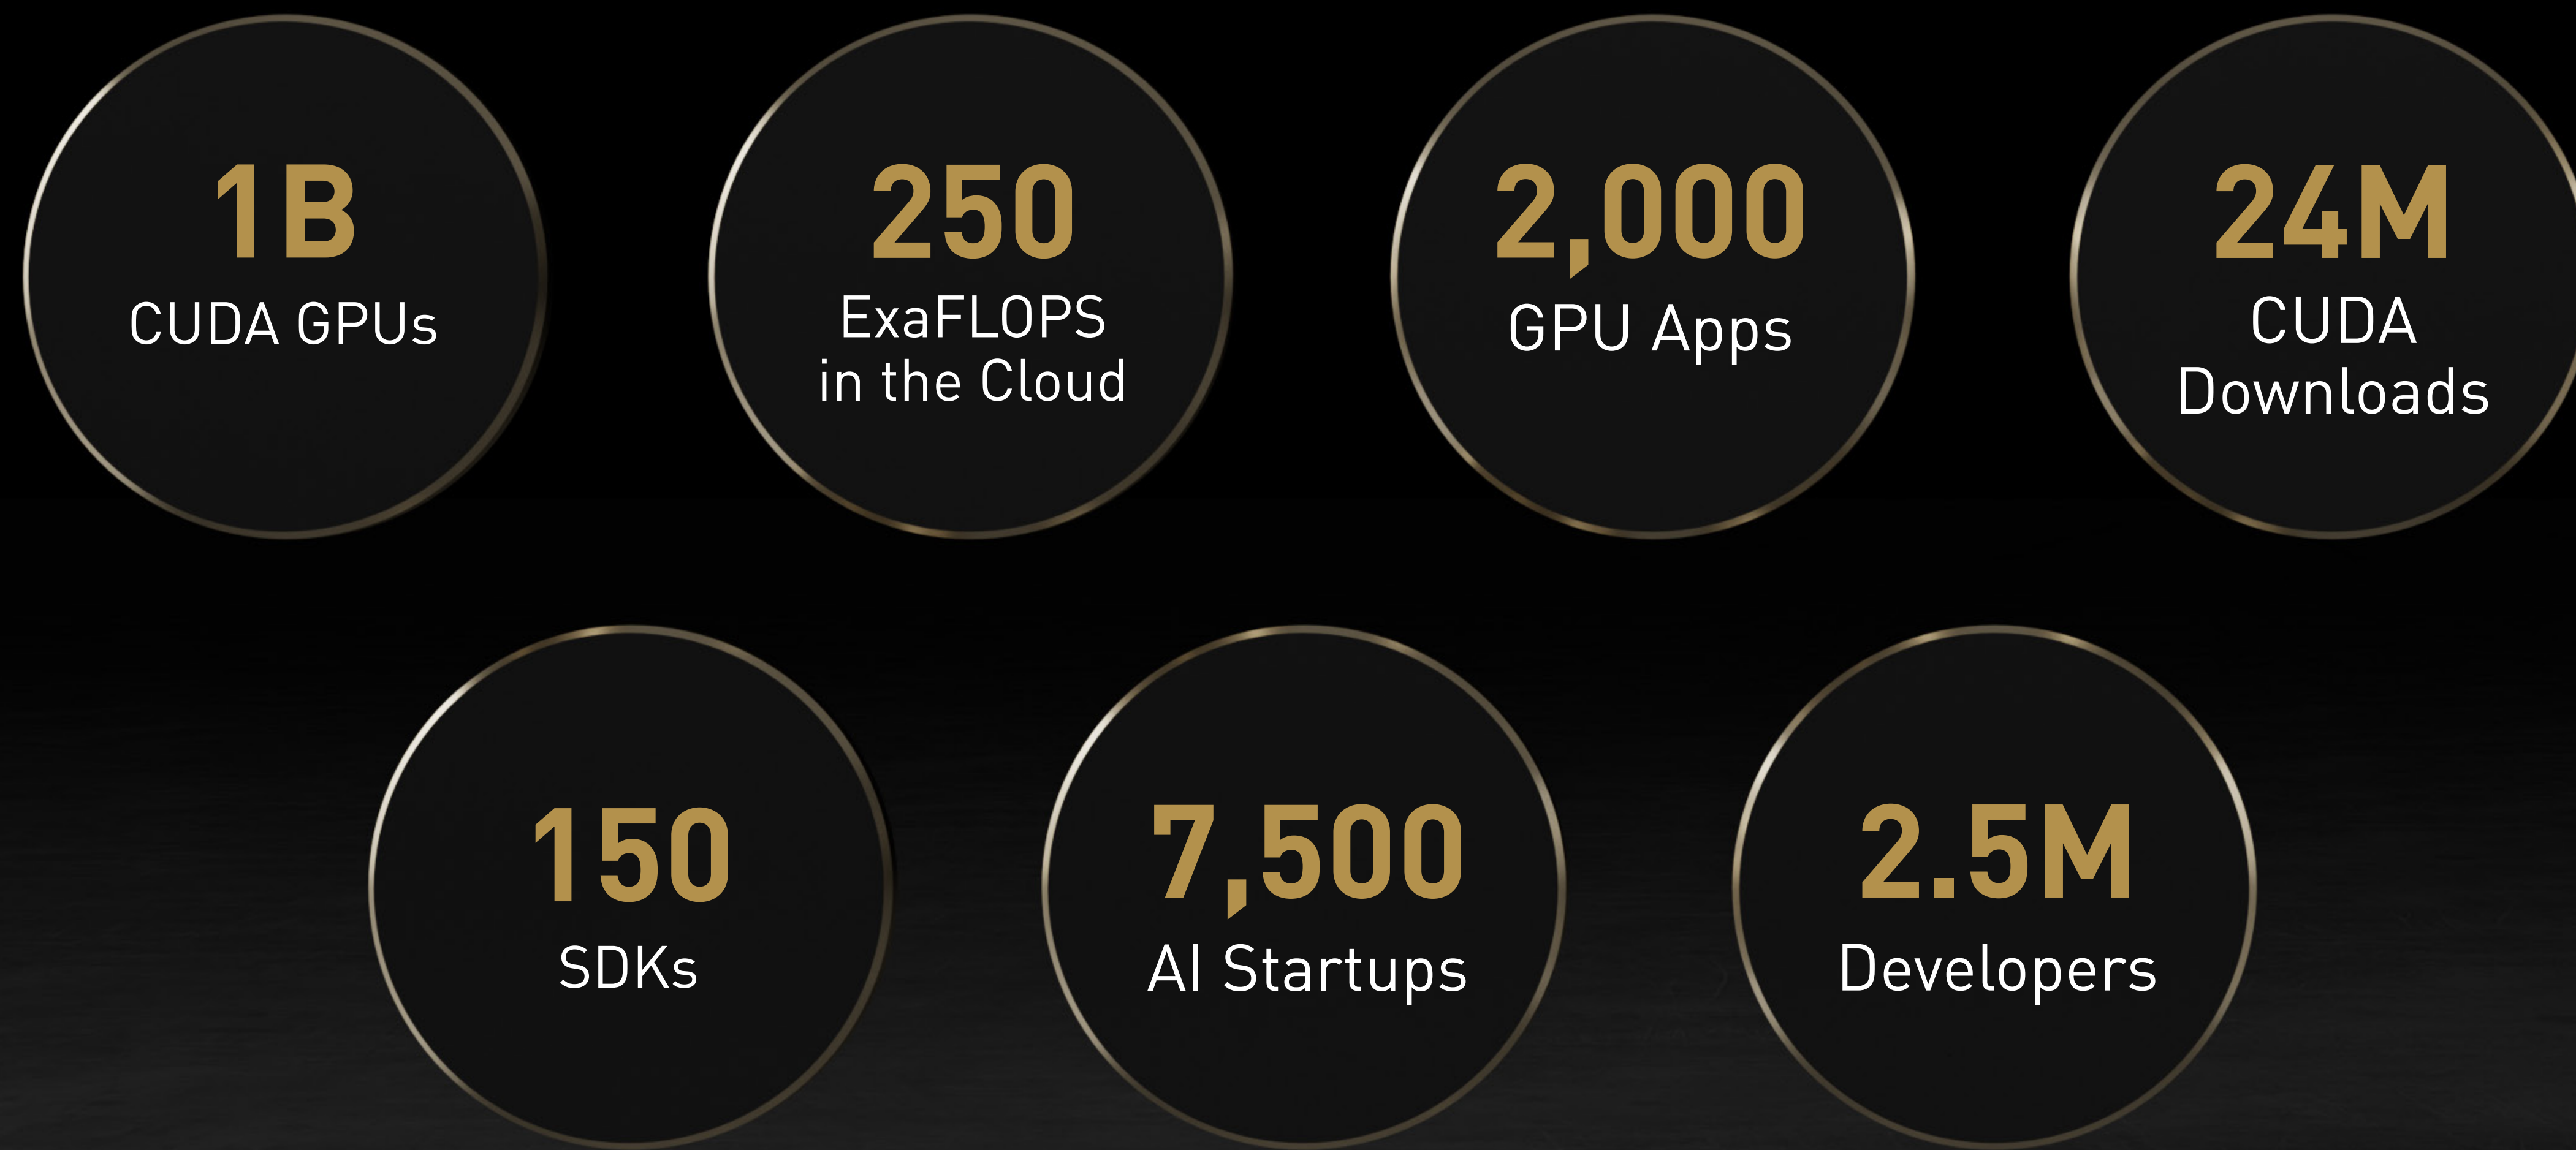 1B
CUDA GPUs
250
ExaFLOPS
in the Cloud
2,000
GPU Apps
24M
CUDA
Downloads
150
SDKs
7,500
AI Startups
2.5M
Developers